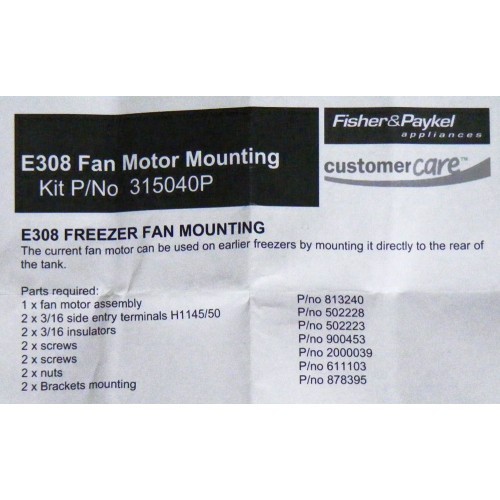 Fisher&Paykel
appliances
E308 Fan Motor Mounting
Kit P/No 315040P
customercare™
E308 FREEZER FAN MOUNTING
The current fan motor can be used on earlier freezers by mounting it directly to the rear of
the tank.
Parts required:
1 x fan motor assembly P/no 813240
2 x 3/16 side entry terminals H1145/50 P/no 502228
2 x 3/16 insulators P/no 502223
2 x screws P/no 900453
2 x screws P/no 2000039
2 x nuts P/no 611103
2 x Brackets mounting P/no 878395